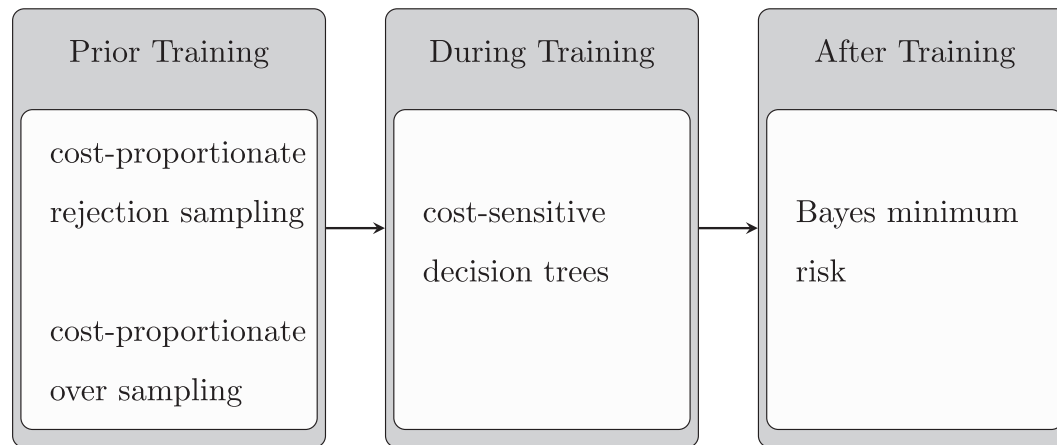 Prior Training
cost-proportionate
rejection sampling
cost-proportionate
over sampling
During Training
cost-sensitive
decision trees
After Training
Bayes minimum
risk